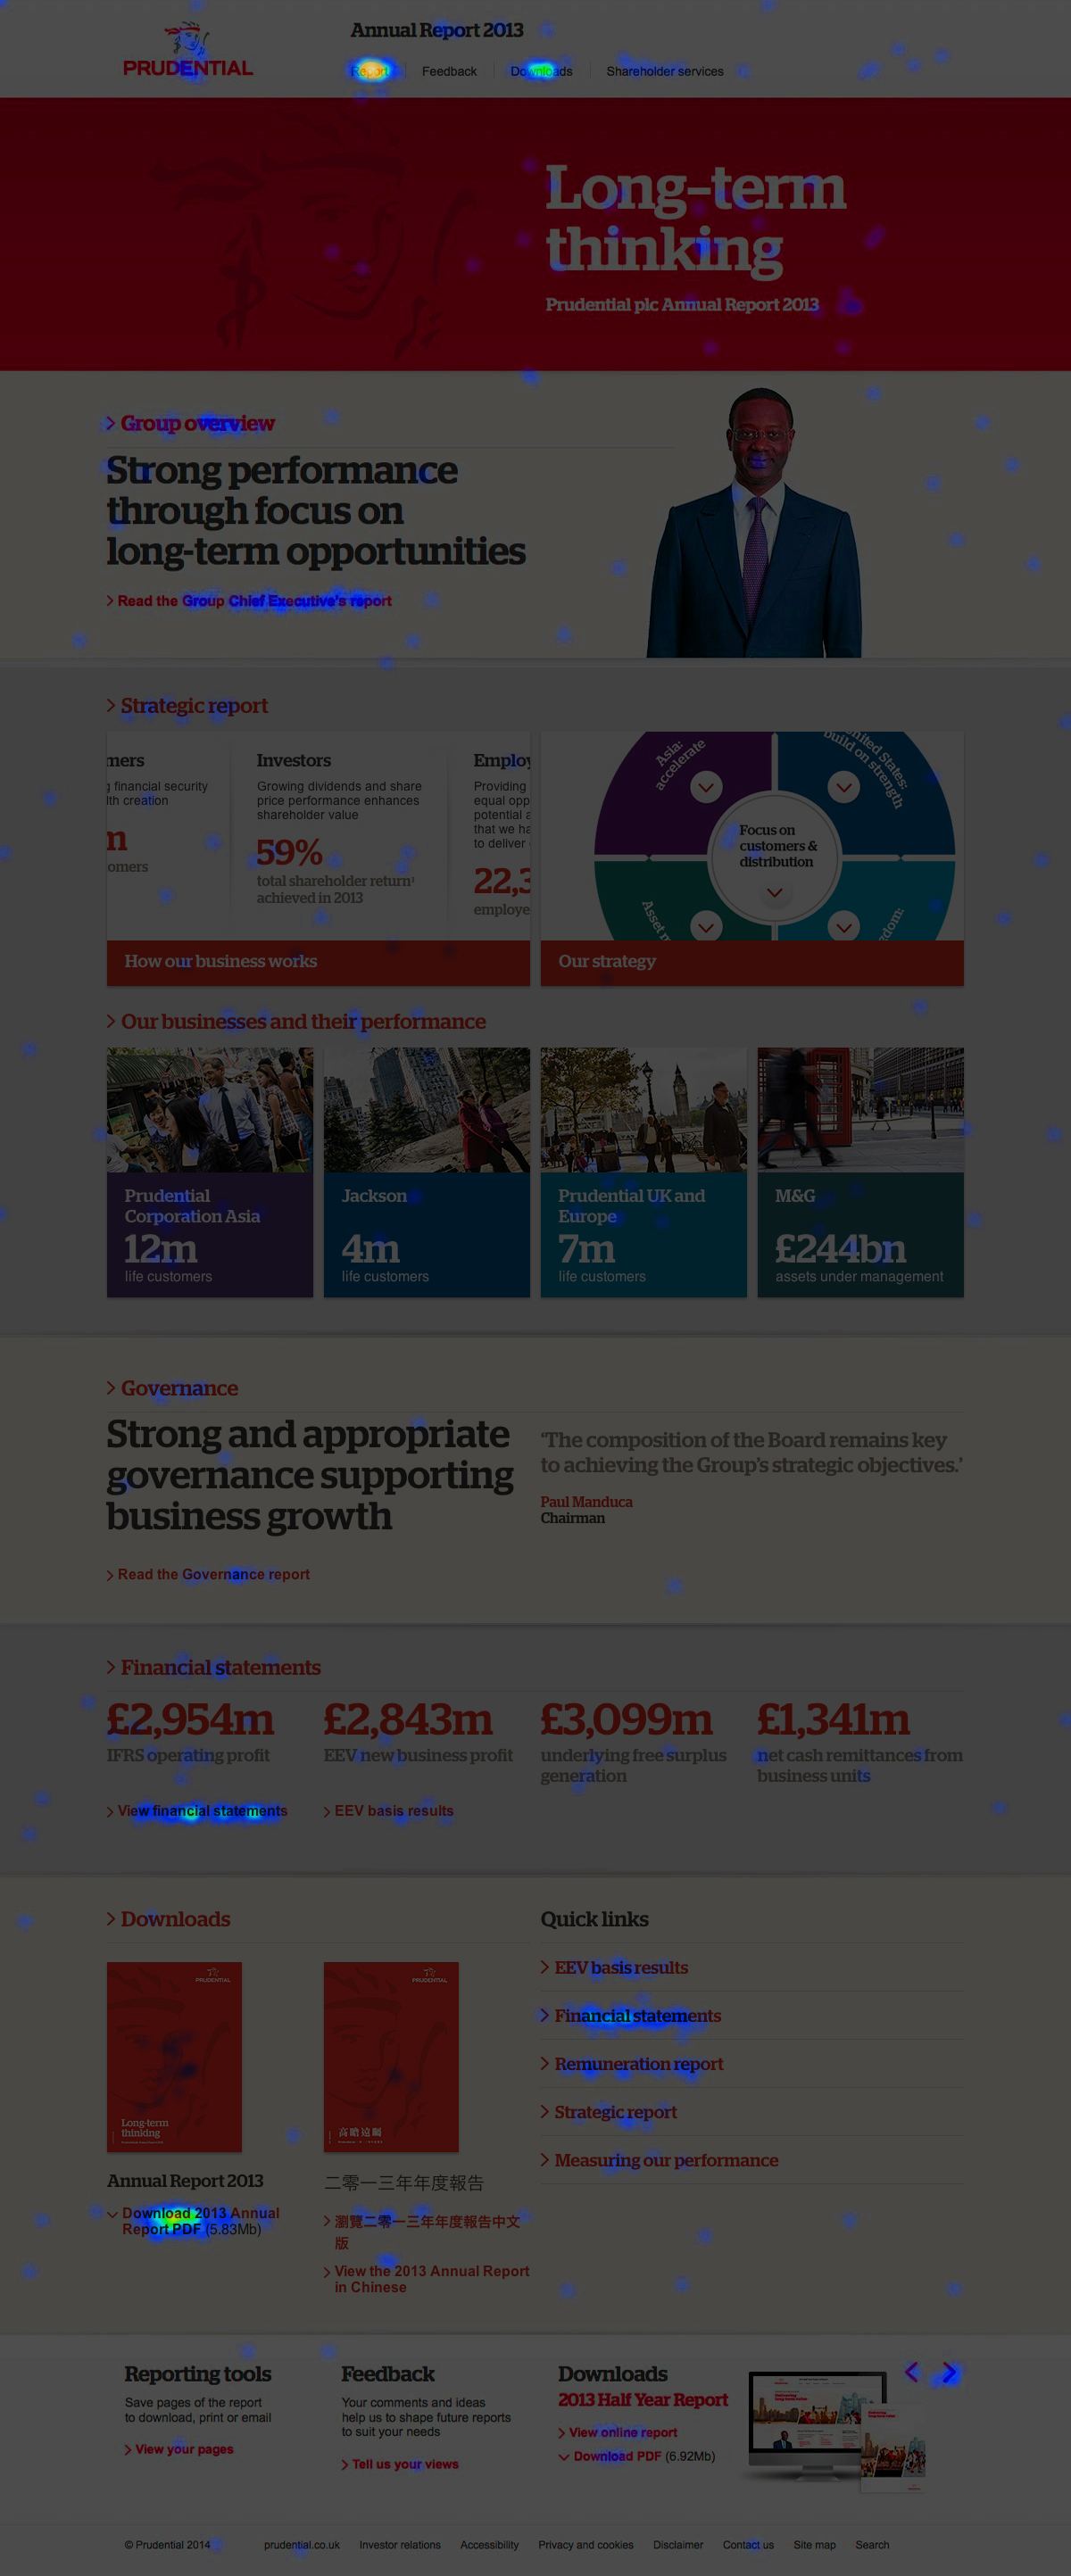 PRUDENTIAL
Annual Report 2013
Report
Feedback
Downloads
Shareholder services
Long-term
thinking
Prudential plc Annual Report 2013
Group overview
Strong performance
through focus on
long-term opportunities
Read the Group Chief Executive's report
Strategic report
mers
g financial security
lth creation
m
omers
Investors
Growing dividends and share
price performance enhances
shareholder value
59%
total shareholder return¹
achieved in 2013
Employ
Providing
equal opp
potential a
that we ha
to deliver
22,3
employe
How our business works
Asia:
accelerate
United States:
build on strength
Focus on
customers &
distribution
Asset m
dom:
Our strategy
Our businesses and their performance
Prudential
Corporation Asia
12m
life customers
Jackson
4m
life customers
Prudential UK and
Europe
7m
life customers
M&G
£244bn
assets under management
Governance
Strong and appropriate
governance supporting
business growth
Read the Governance report
'The composition of the Board remains key
to achieving the Group's strategic objectives.'
Paul Manduca
Chairman
Financial statements
£2,954m
IFRS operating profit
£2,843m
EEV new business profit
£3,099m
underlying free surplus
generation
£1,341m
net cash remittances from
business units
View financial statements
EEV basis results
Downloads
PRUDENTIAL
Long-term
thinking
Annual Report 2013
Download 2013 Annual
Report PDF (5.83Mb)
PRUDENTIAL
高瞻遠矚
二零一三年年度報告
瀏覽二零一三年年度報告中文
版
View the 2013 Annual Report
in Chinese
Quick links
EEV basis results
Financial statements
Remuneration report
Strategic report
Measuring our performance
Reporting tools
Save pages of the report
to download, print or email
View your pages
Feedback
Your comments and ideas
help us to shape future reports
to suit your needs
Tell us your views
Downloads
2013 Half Year Report
View online report
Download PDF (6.92Mb)
© Prudential 2014
prudential.co.uk
Investor relations
Accessibility
Privacy and cookies
Disclaimer
Contact us
Site map
Search